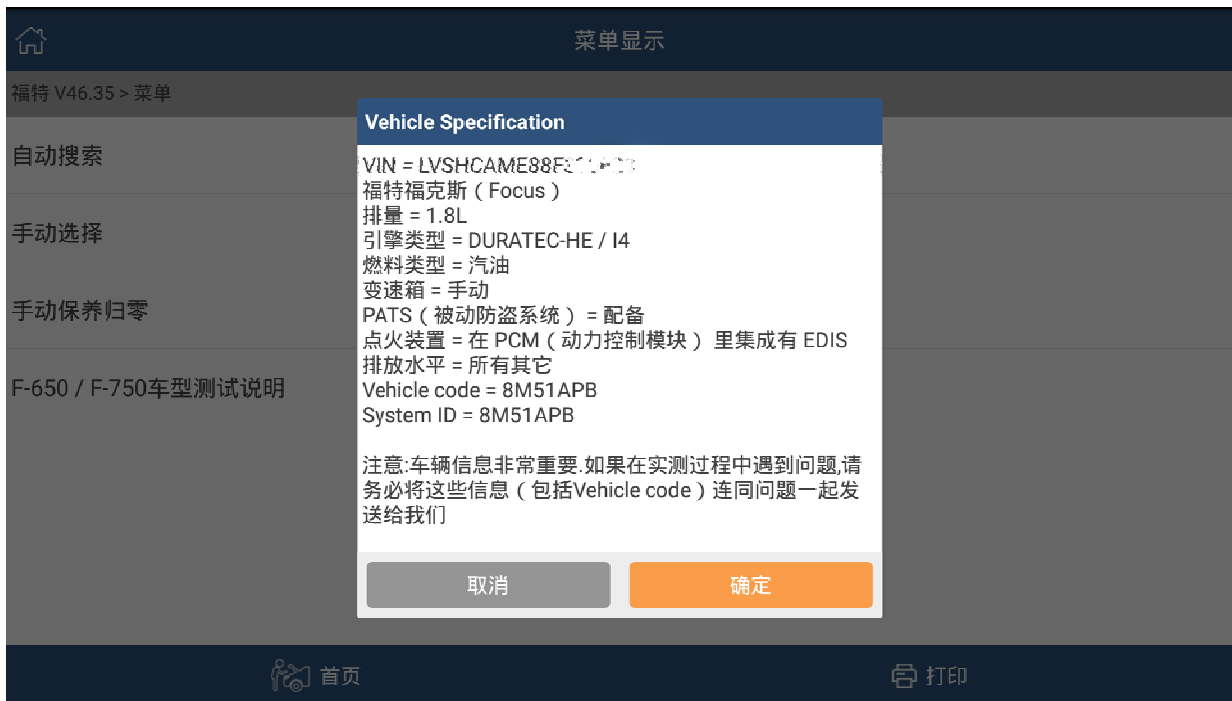 菜单显示
福特 V46.35 > 菜单
自动搜索
手动选择
手动保养归零
F-650 / F-750车型测试说明
Vehicle Specification
VIN = LVSHCAME88F
福特福克斯（Focus）
排量 = 1.8L
引擎类型 = DURATEC-HE / I4
燃料类型 = 汽油
变速箱 = 手动
PATS（被动防盗系统）= 配备
点火装置 = 在 PCM（动力控制模块） 里集成有 EDIS
排放水平 = 所有其它
Vehicle code = 8M51APB
System ID = 8M51APB
注意:车辆信息非常重要.如果在实测过程中遇到问题,请
务必将这些信息（包括Vehicle code）连同问题一起发
送给我们
取消
确定
首页
打印